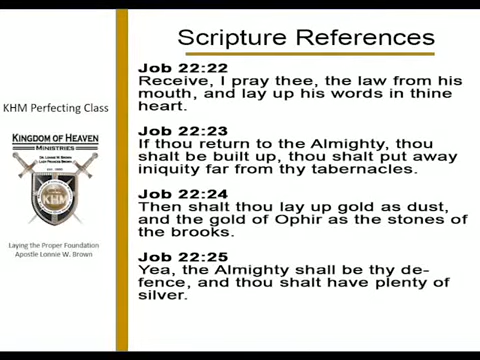 Scripture References
Job 22:22
Receive, I pray thee, the law from his
mouth, and lay up his words in thine
heart.
Job 22:23
If thou return to the Almighty, thou
shalt be built up, thou shalt put away
iniquity far from thy tabernacles.
Job 22:24
Then shalt thou lay up gold as dust,
and the gold of Ophir as the stones of
the brooks.
Job 22:25
Yea, the Almighty shall be thy de-
fence, and thou shalt have plenty of
silver.
KHM Perfecting Class
KINGDOM OF HEAVEN
MINISTRIES
DR. LONNIE W. BROWN
KHM
Laying the Proper Foundation
Apostle Lonnie W. Brown